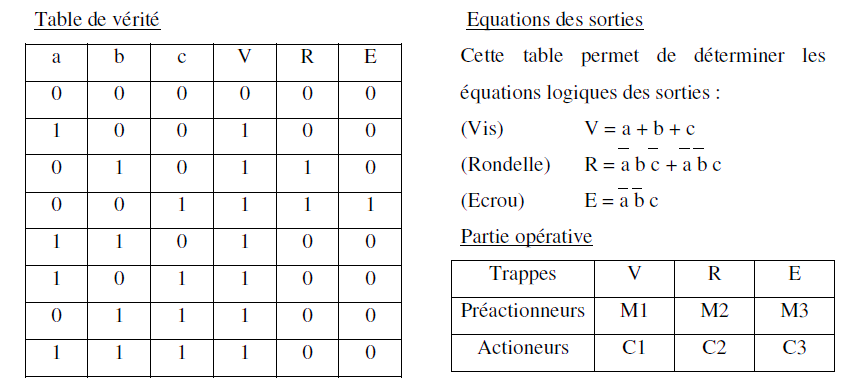 Table de vérité
a b c V R E
0 0 0 0 0 0
1 0 0 1 0 0
0 1 0 1 1 0
0 0 1 1 1 1
1 1 0 1 0 0
1 0 1 1 0 0
0 1 1 1 0 0
1 1 1 1 0 0
Equations des sorties
Cette table permet de déterminer les
équations logiques des sorties :
(Vis) V = a + b + c
(Rondelle) R = a̅ b c̅ + a̅ b̅ c
(Ecrou) E = a̅ b̅ c
Partie opérative
Trappes V R E
Préactionneurs M1 M2 M3
Actioneurs C1 C2 C3